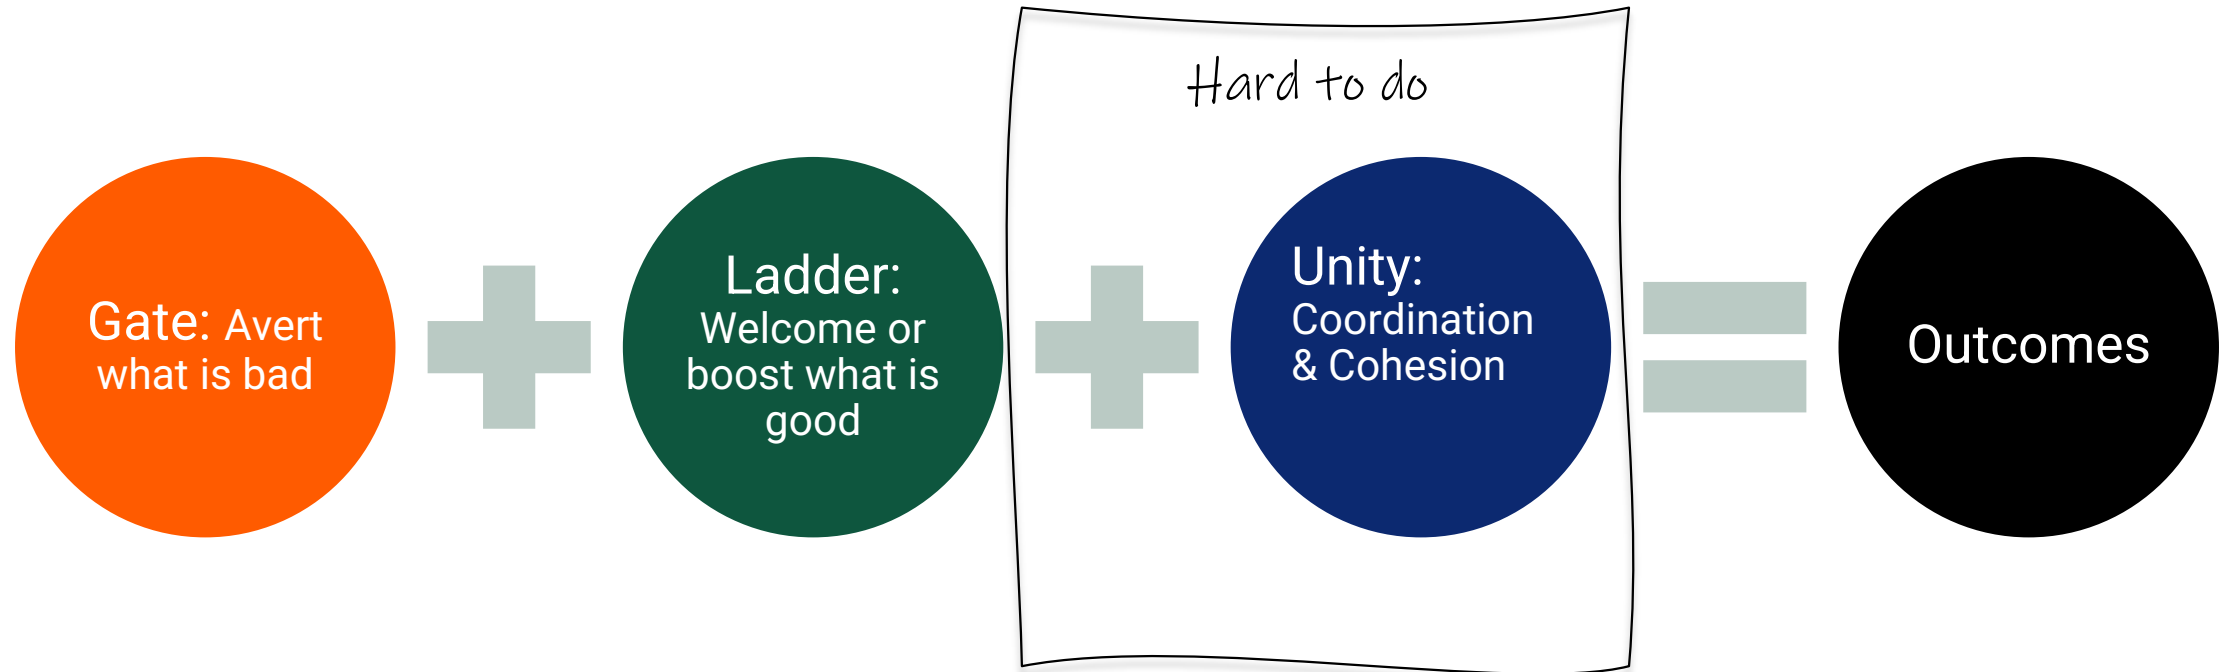 Hard to do
Gate: Avert
what is bad
Ladder:
Welcome or
boost what is
good
Unity:
Coordination
& Cohesion
Outcomes